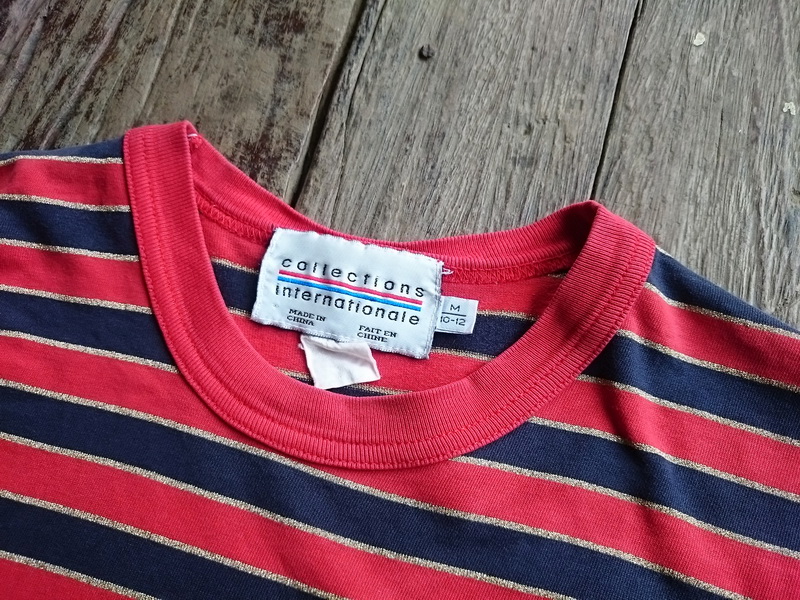 collections
internationale
MADE IN
CHINA
FAIT EN
CHINE
M
10-12